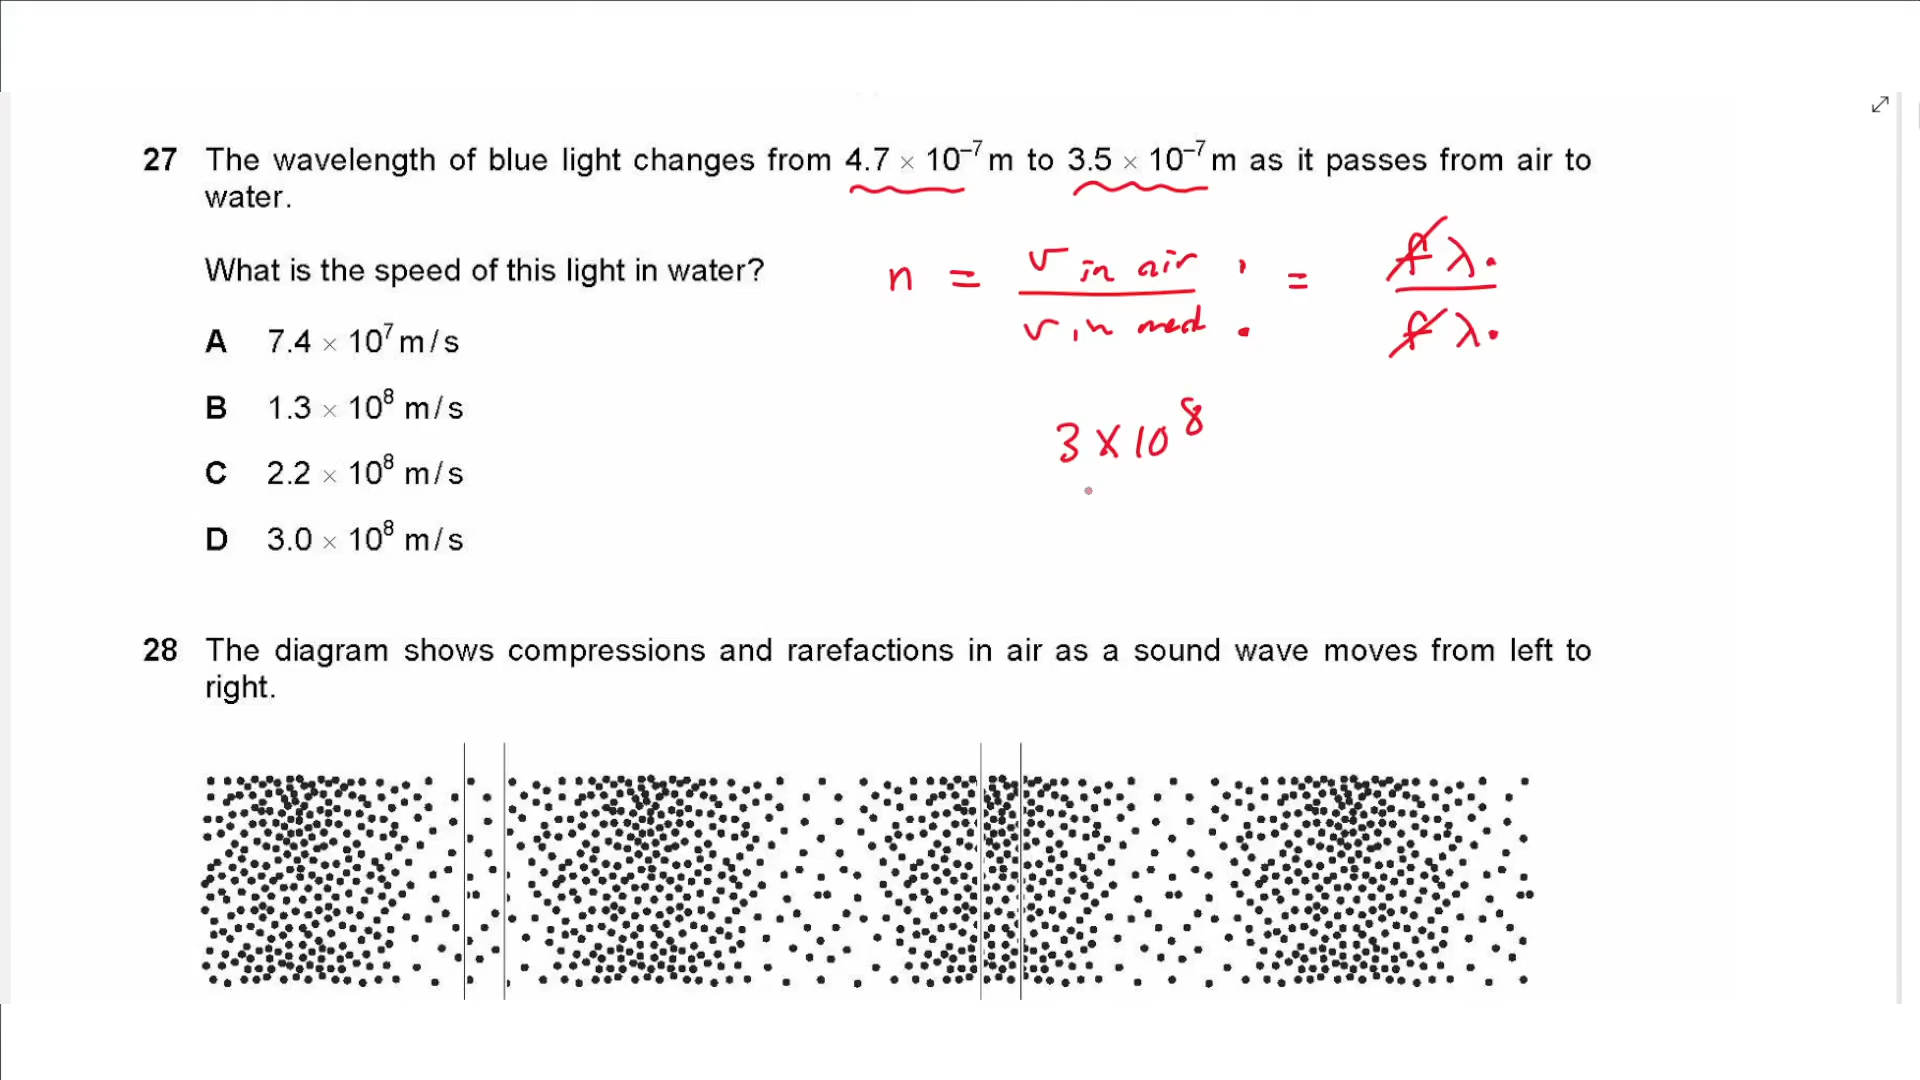 27 The wavelength of blue light changes from 4.7 × 10⁻⁷ m to 3.5 × 10⁻⁷ m as it passes from air to
water.
What is the speed of this light in water?
n = v in air / v in med. = fλ. / fλ.
A 7.4 × 10⁷ m/s
B 1.3 × 10⁸ m/s
3 × 10⁸
C 2.2 × 10⁸ m/s
D 3.0 × 10⁸ m/s
28 The diagram shows compressions and rarefactions in air as a sound wave moves from left to
right.